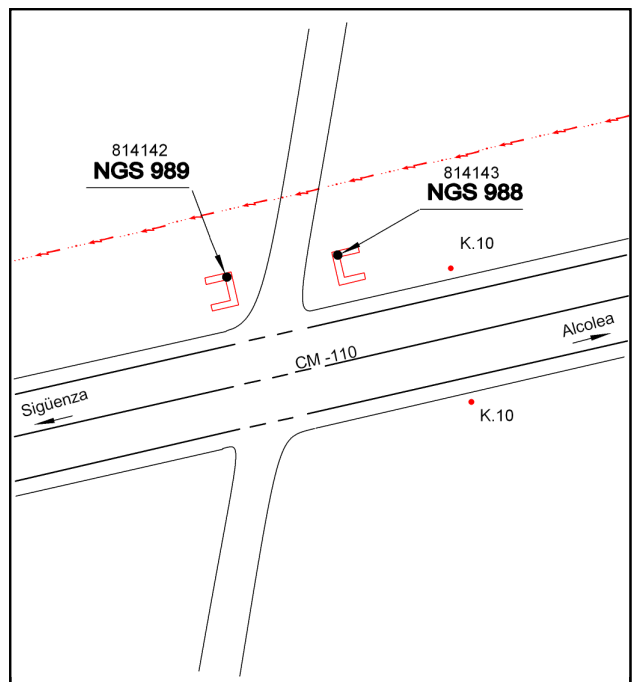 814142
NGS 989
814143
NGS 988
K.10
Alcolea
CM -110
Sigüenza
K.10